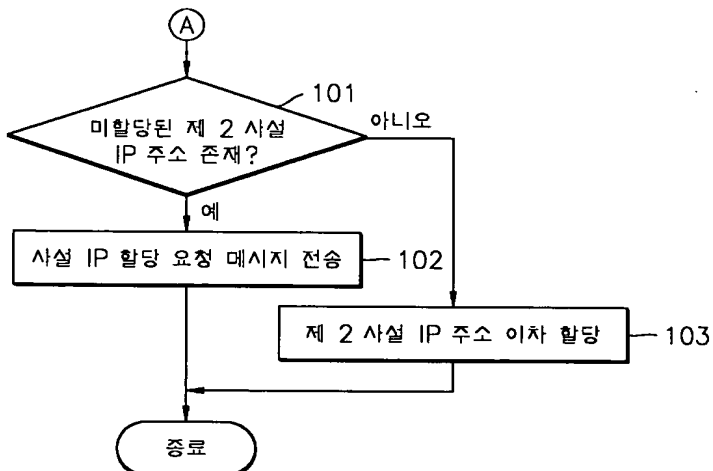 A
101
미할당된 제 2 사설
IP 주소 존재?
아니오
예
사설 IP 할당 요청 메시지 전송
102
제 2 사설 IP 주소 이차 할당
103
종료